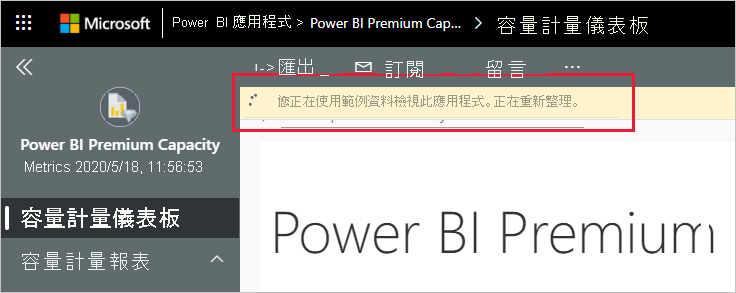 Microsoft Power BI 應用程式 > Power BI Premium Cap... > 容量計量儀表板
匯出 訂閱 留言 ...
您正在使用範例資料檢視此應用程式。正在重新整理。
Power BI Premium Capacity
Metrics 2020/5/18, 11:56:53
容量計量儀表板
容量計量報表
Power BI Premium